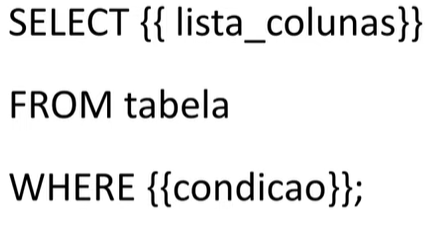 SELECT {{ lista_colunas}}
FROM tabela
WHERE {{condicao}};